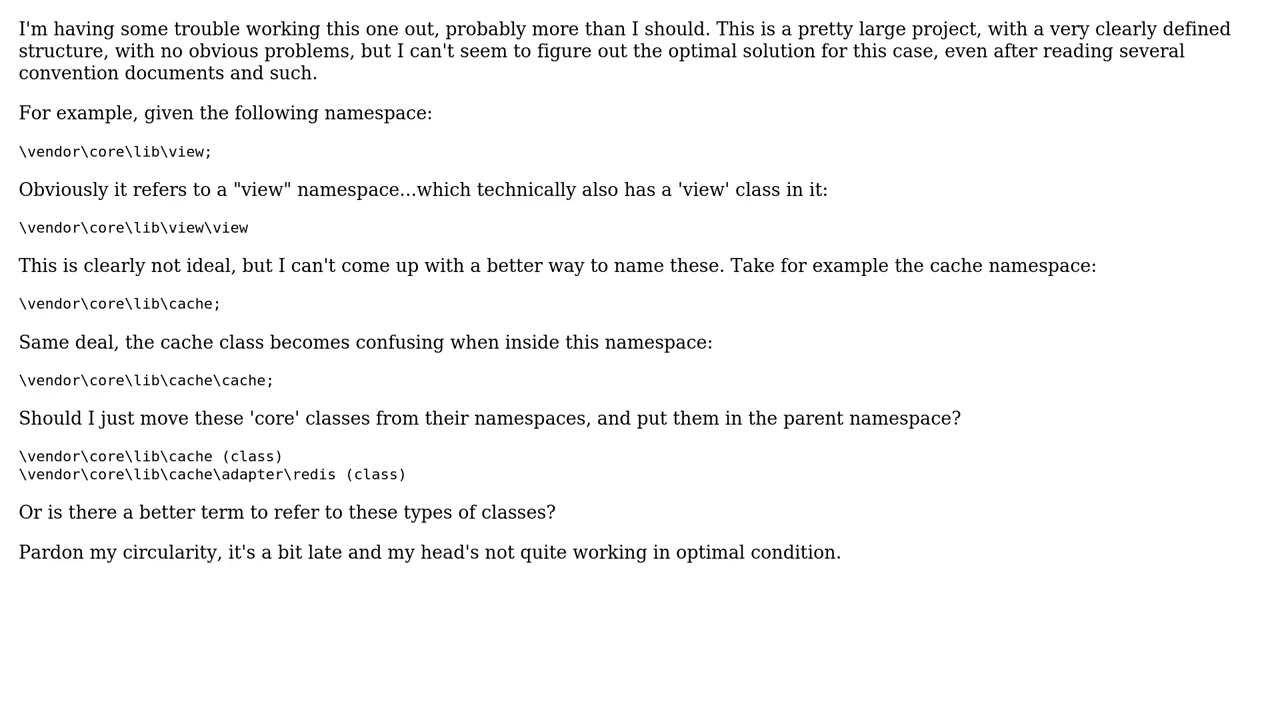 I'm having some trouble working this one out, probably more than I should. This is a pretty large project, with a very clearly defined
structure, with no obvious problems, but I can't seem to figure out the optimal solution for this case, even after reading several
convention documents and such.
For example, given the following namespace:
\vendor\core\lib\view;
Obviously it refers to a "view" namespace...which technically also has a 'view' class in it:
\vendor\core\lib\view\view
This is clearly not ideal, but I can't come up with a better way to name these. Take for example the cache namespace:
\vendor\core\lib\cache;
Same deal, the cache class becomes confusing when inside this namespace:
\vendor\core\lib\cache\cache;
Should I just move these 'core' classes from their namespaces, and put them in the parent namespace?
\vendor\core\lib\cache (class)
\vendor\core\lib\cache\adapter\redis (class)
Or is there a better term to refer to these types of classes?
Pardon my circularity, it's a bit late and my head's not quite working in optimal condition.